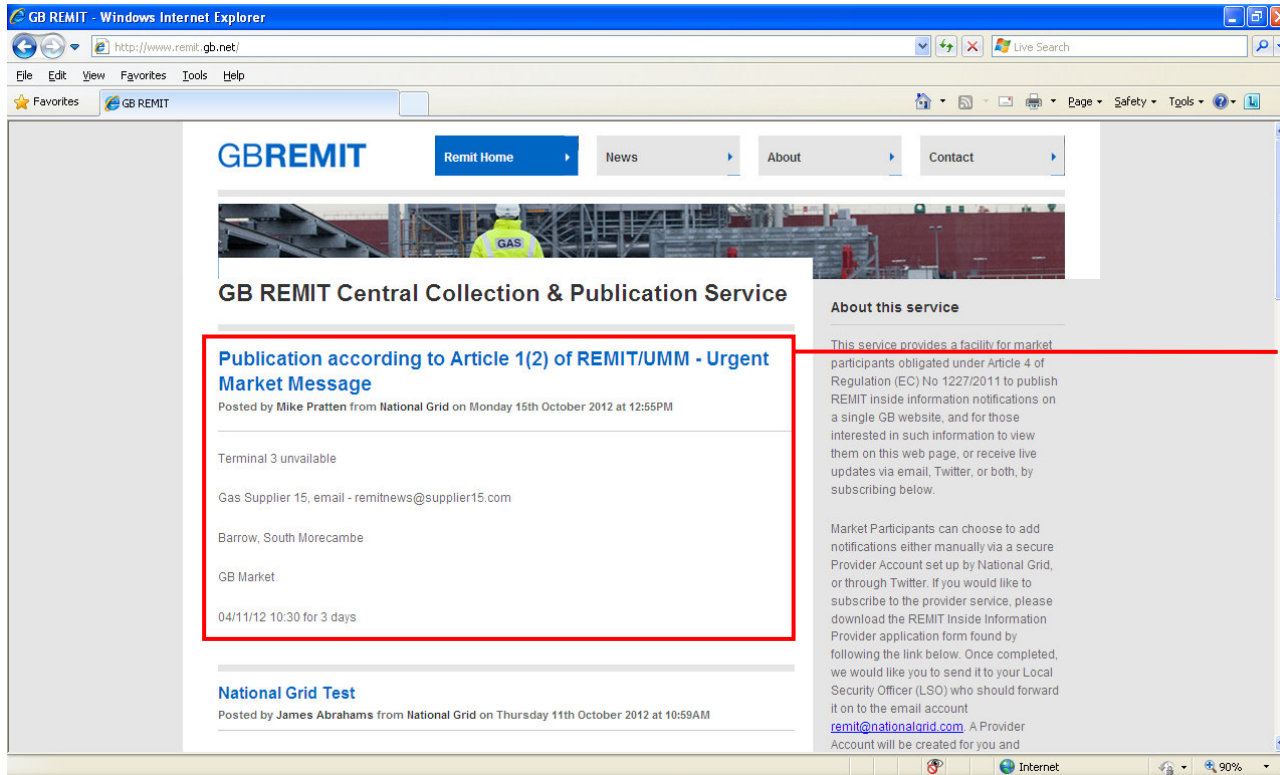 GB REMIT - Windows Internet Explorer
http://www.remit.gb.net/
Live Search
File Edit View Favorites Tools Help
Favorites GB REMIT Page Safety Tools
GBREMIT Remit Home News About Contact
GAS
GB REMIT Central Collection & Publication Service
Publication according to Article 1(2) of REMIT/UMM - Urgent
Market Message
Posted by Mike Pratten from National Grid on Monday 15th October 2012 at 12:55PM
Terminal 3 unvailable
Gas Supplier 15, email - remitnews@supplier15.com
Barrow, South Morecambe
GB Market
04/11/12 10:30 for 3 days
National Grid Test
Posted by James Abrahams from National Grid on Thursday 11th October 2012 at 10:59AM
About this service
This service provides a facility for market
participants obligated under Article 4 of
Regulation (EC) No 1227/2011 to publish
REMIT inside information notifications on
a single GB website, and for those
interested in such information to view
them on this web page, or receive live
updates via email, Twitter, or both, by
subscribing below.
Market Participants can choose to add
notifications either manually via a secure
Provider Account set up by National Grid,
or through Twitter. If you would like to
subscribe to the provider service, please
download the REMIT Inside Information
Provider application form found by
following the link below. Once completed,
we would like you to send it to your Local
Security Officer (LSO) who should forward
it on to the email account
remit@nationalgrid.com. A Provider
Account will be created for you and
Internet 90%